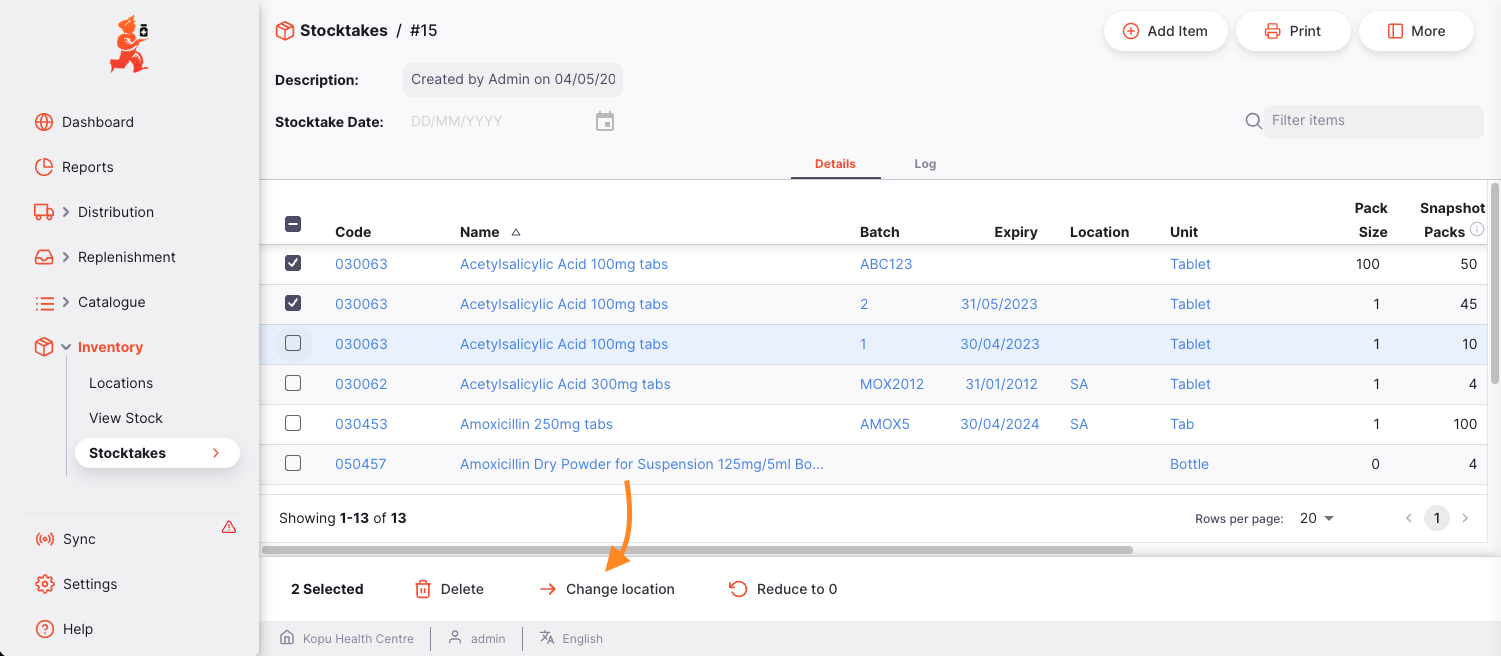 Stocktakes / #15
Add Item
Print
More
Description:
Created by Admin on 04/05/20
Stocktake Date:
DD/MM/YYYY
Filter items
Details
Log
Dashboard
Reports
Distribution
Replenishment
Catalogue
Inventory
Locations
View Stock
Stocktakes
Sync
Settings
Help
Code Name Batch Expiry Location Unit Pack Size Snapshot Packs
030063 Acetylsalicylic Acid 100mg tabs ABC123 Tablet 100 50
030063 Acetylsalicylic Acid 100mg tabs 2 31/05/2023 Tablet 1 45
030063 Acetylsalicylic Acid 100mg tabs 1 30/04/2023 Tablet 1 10
030062 Acetylsalicylic Acid 300mg tabs MOX2012 31/01/2012 SA Tablet 1 4
030453 Amoxicillin 250mg tabs AMOX5 30/04/2024 SA Tab 1 100
050457 Amoxicillin Dry Powder for Suspension 125mg/5ml Bo... Bottle 0 4
Showing 1-13 of 13
Rows per page: 20
1
2 Selected
Delete
Change location
Reduce to 0
Kopu Health Centre
admin
English